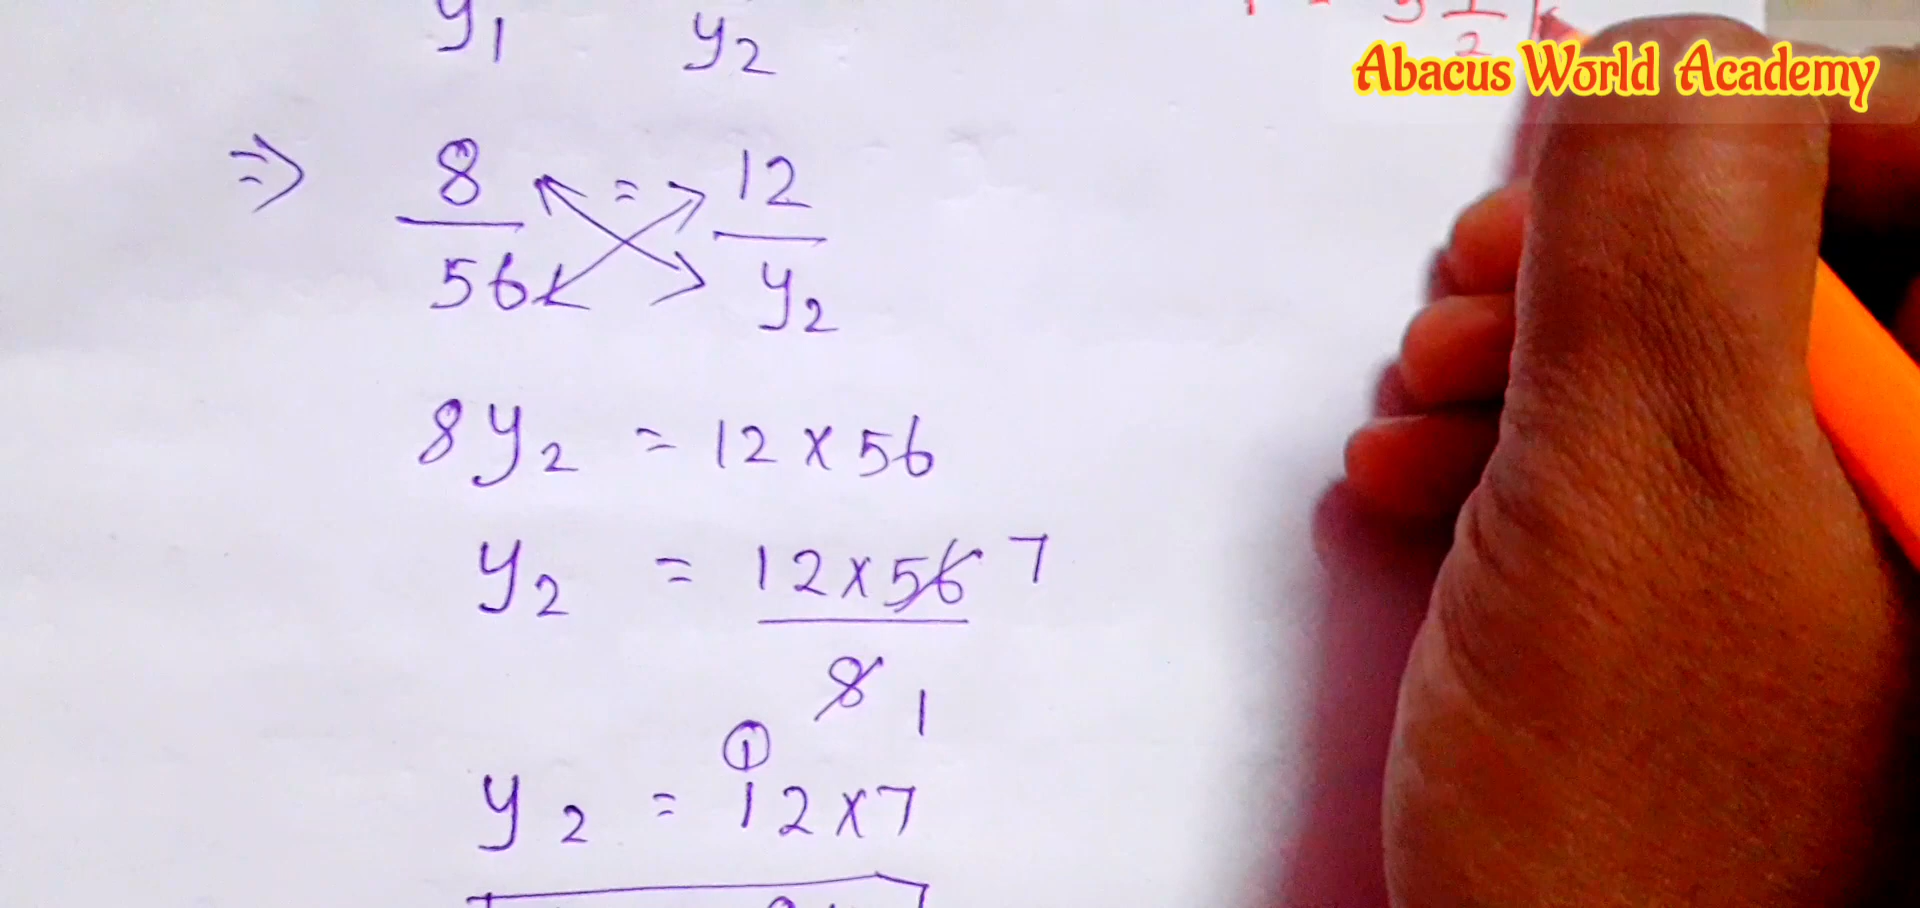 y1 y2
Abacus World Academy
⇒ 8/56 = 12/y2
8y2 = 12 x 56
y2 = 12 x 56 7
8 1
①
y2 = 12 x 7